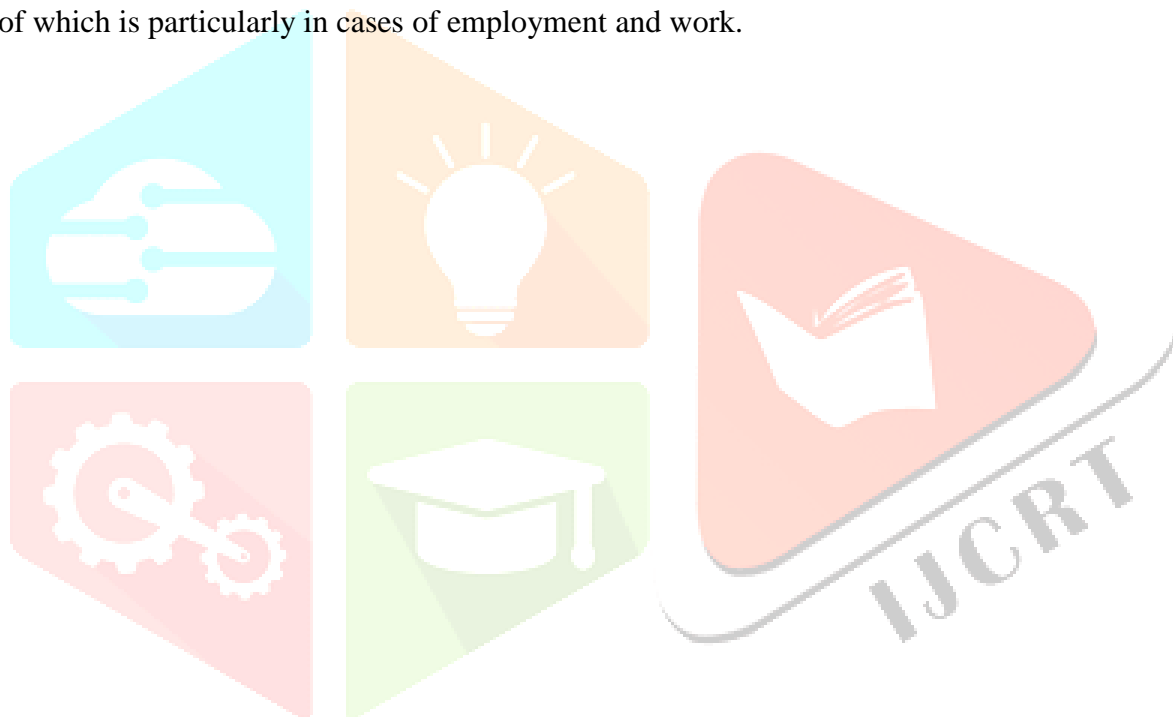 of which is particularly in cases of employment and work.
IJCRT